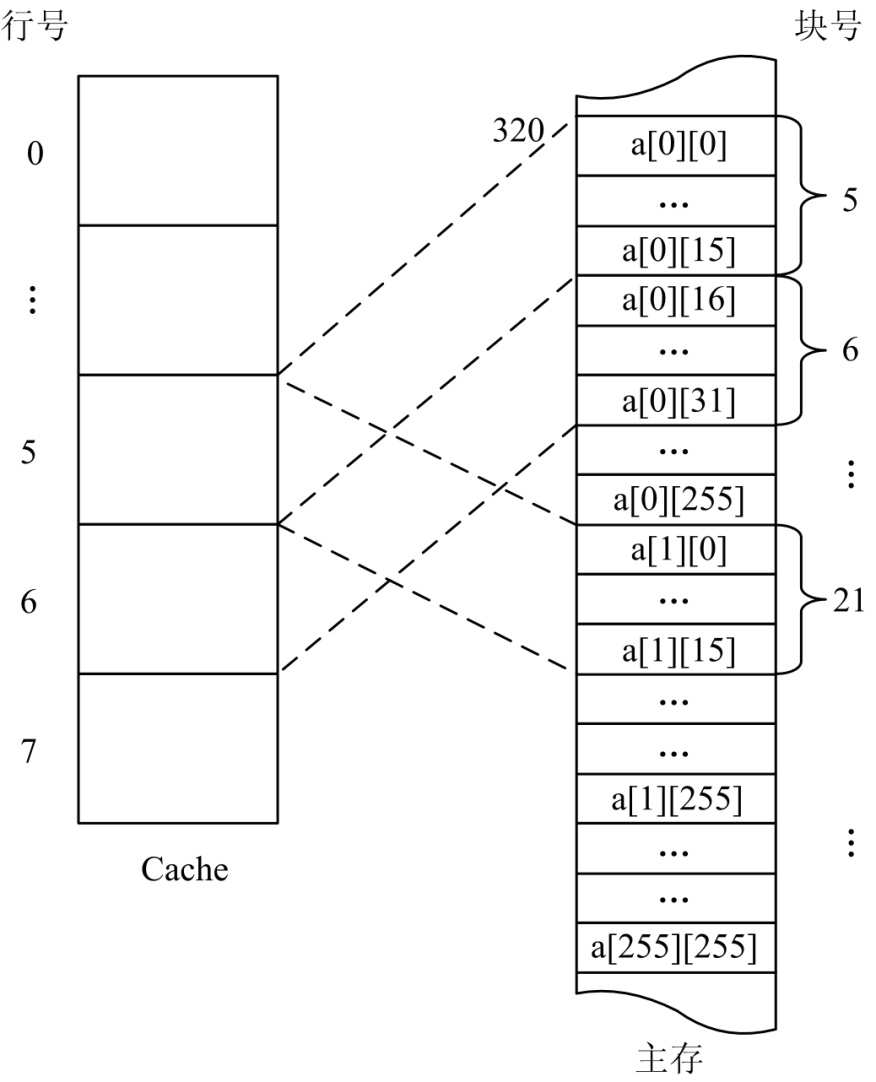 行号
块号
0
⋮
5
6
7
Cache
320
a[0][0]
…
a[0][15]
a[0][16]
…
a[0][31]
…
a[0][255]
a[1][0]
…
a[1][15]
…
…
a[1][255]
…
…
a[255][255]
主存
5
6
⋮
21
⋮